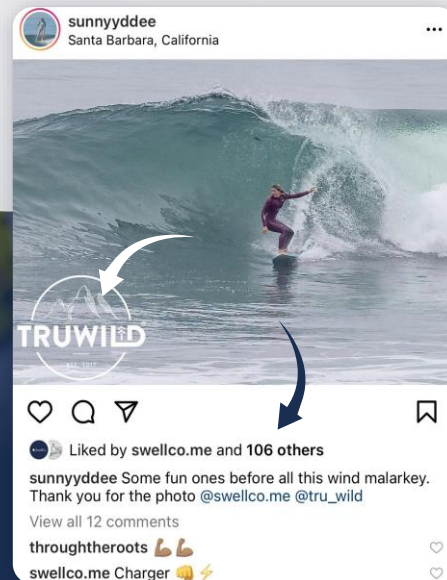 sunnyyddee
Santa Barbara, California
TRUWILD
EST. 2017
Liked by swellco.me and 106 others
sunnyyddee Some fun ones before all this wind malarkey.
Thank you for the photo @swellco.me @tru_wild
View all 12 comments
throughtheroots 💪🏽💪🏽
swellco.me Charger 👊🏽⚡